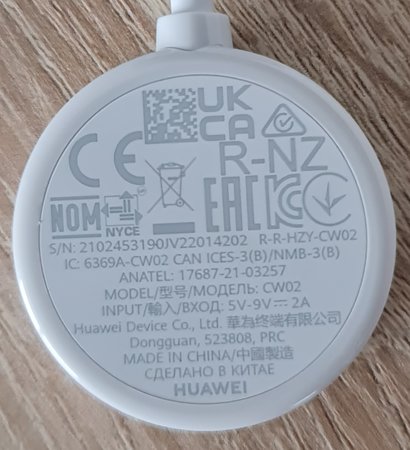 UK
CA
CE
R-NZ
EAC
NOM
NYCE
S/N: 2102453190JV22014202 R-R-HZY-CW02
IC: 6369A-CW02 CAN ICES-3(B)/NMB-3(B)
ANATEL: 17687-21-03257
MODEL/型号/МОДЕЛЬ: CW02
INPUT/輸入/ВХОД: 5V-9V⎓2A
Huawei Device Co., Ltd. 華為終端有限公司
Dongguan, 523808, PRC
MADE IN CHINA/中國製造
СДЕЛАНО В КИТАЕ
HUAWEI